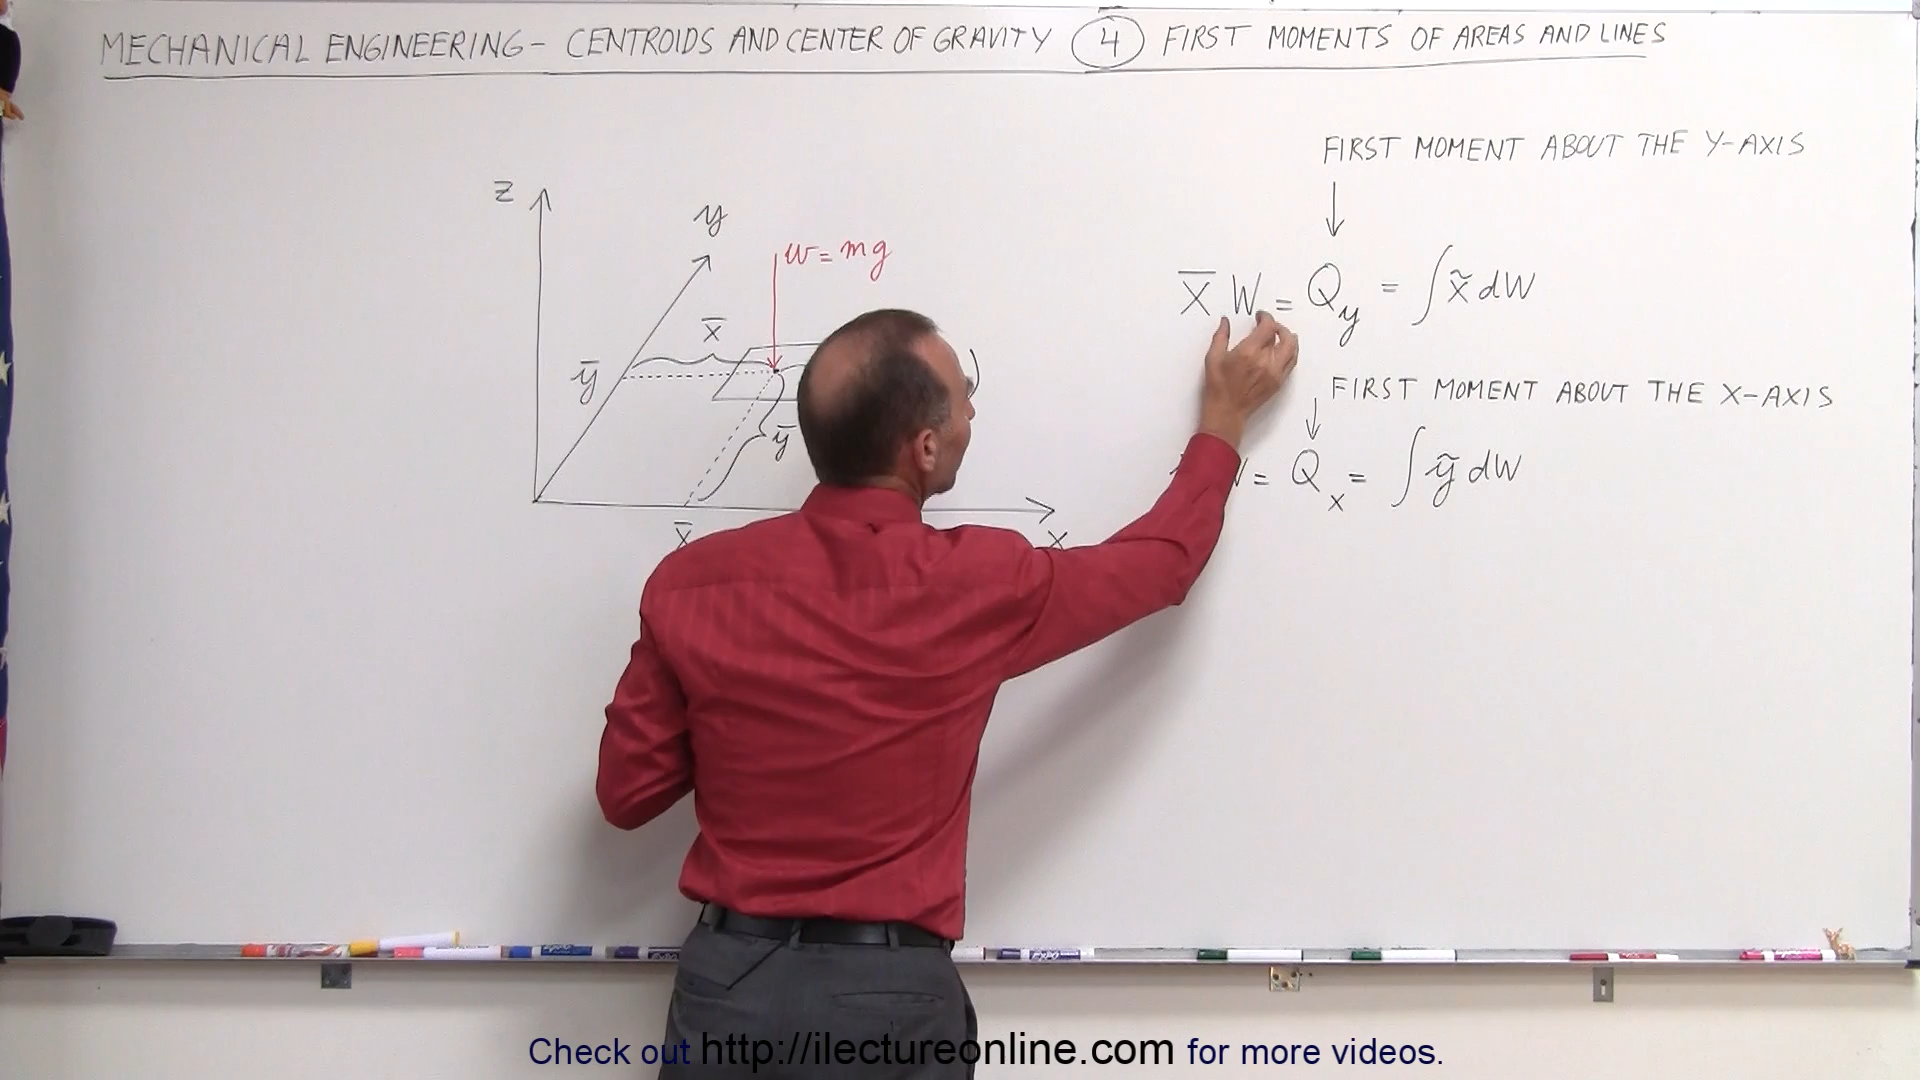 MECHANICAL ENGINEERING- CENTROIDS AND CENTER OF GRAVITY 4 FIRST MOMENTS OF AREAS AND LINES
FIRST MOMENT ABOUT THE Y-AXIS
↓
X̅ W = Q_y = ∫ x̃ dW
FIRST MOMENT ABOUT THE X-AXIS
↓
W = Q_x = ∫ ỹ dW
z
y
w = mg
x̅
y̅
y̅
x̅
x
Check out http://ilectureonline.com for more videos.